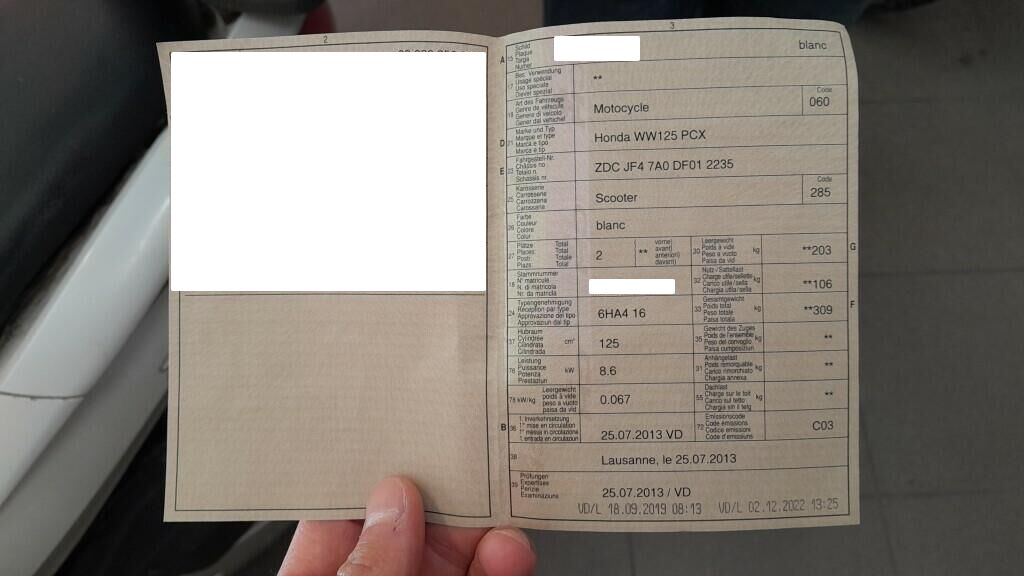 2
3
A 15 Schild
Plaque
Targa
Numer
blanc
17 Bes. Verwendung
Usage spécial
Uso speciale
Diever spezial
**
19 Art des Fahrzeugs
Genre de véhicule
Genere di veicolo
Gener dal vehichel
Motocycle
Code
060
D 21 Marke und Typ
Marque et type
Marca e tipo
Marca e tip
Honda WW125 PCX
E 23 Fahrgestell-Nr.
Châssis no
Telaio n.
Schassis nr.
ZDC JF4 7A0 DF01 2235
25 Karosserie
Carrosserie
Carrozzeria
Carossaria
Scooter
Code
285
26 Farbe
Couleur
Colore
Colur
blanc
27 Plätze Total
Places Total
Posti Totale
Plazs Total
2
** vorne
avant
anteriori
davant
30 Leergewicht
Poids à vide
Peso a vuoto
Paisa da vid
kg
**203
G
18 Stammnummer
N° matricule
N. di matricola
Nr. da matricla
32 Nutz-/Sattellast
Charge utile/sellette
Carico utile/sella
Chargia utila/sella
kg
**106
24 Typengenehmigung
Réception par type
Approvazione del tipo
Approvaziun dal tip
6HA4 16
33 Gesamtgewicht
Poids total
Peso totale
Paisa totala
kg
**309
F
37 Hubraum
Cylindrée
Cilindrata
Cilindrada
cm³
125
35 Gewicht des Zuges
Poids de l'ensemble
Peso del convoglio
Paisa cumposiziun
kg
**
76 Leistung
Puissance
Potenza
Prestaziun
kW
8.6
31 Anhängelast
Poids remorquable
Carico rimorchiato
Chargia annexa
kg
**
78 kW/kg Leergewicht
poids à vide
peso a vuoto
paisa da vid
0.067
55 Dachlast
Charge sur le toit
Carico sul tetto
Chargia sin il tetg
kg
**
B 36 1. Inverkehrsetzung
1re mise en circulation
1a messa in circolazione
1. entrada en circulaziun
25.07.2013 VD
72 Emissionscode
Code émissions
Codice emissioni
Code d'emissiuns
C03
38
Lausanne, le 25.07.2013
39 Prüfungen
Expertises
Perizie
Examinaziuns
25.07.2013 / VD
VD/L 18.09.2019 08:13 VD/L 02.12.2022 13:25